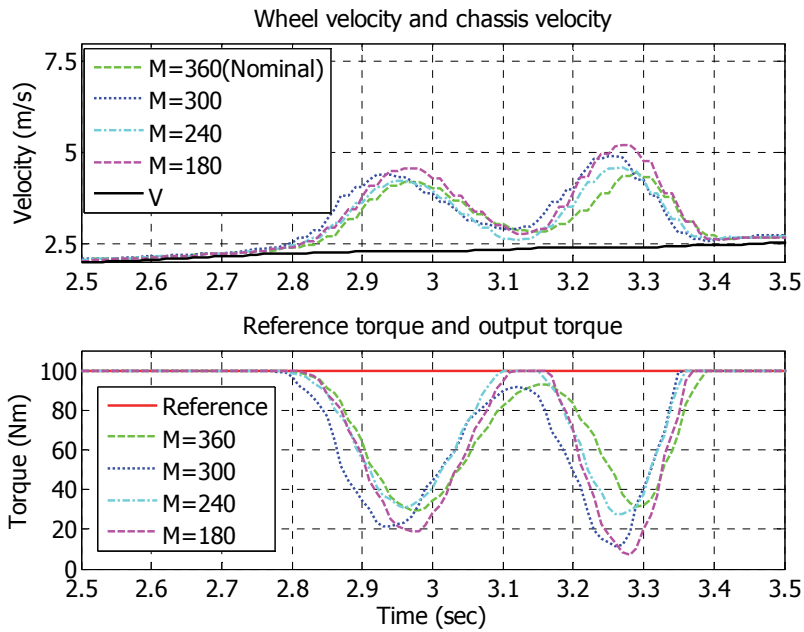 Wheel velocity and chassis velocity
7.5
5
2.5
Velocity (m/s)
M=360(Nominal)
M=300
M=240
M=180
V
2.5 2.6 2.7 2.8 2.9 3 3.1 3.2 3.3 3.4 3.5
Reference torque and output torque
100
80
60
40
20
0
Torque (Nm)
Reference
M=360
M=300
M=240
M=180
2.5 2.6 2.7 2.8 2.9 3 3.1 3.2 3.3 3.4 3.5
Time (sec)